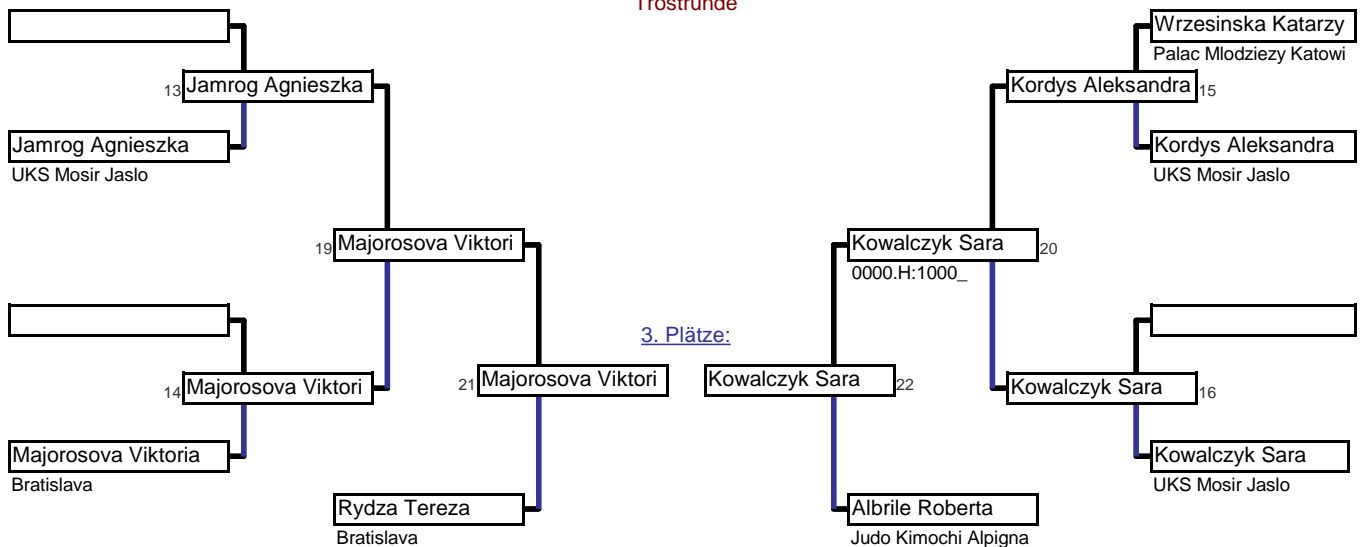 Trostrunde
Wrzesinska Katarzy
Palac Mlodziezy Katowi
13 Jamrog Agnieszka
Kordys Aleksandra 15
Jamrog Agnieszka
UKS Mosir Jaslo
Kordys Aleksandra
UKS Mosir Jaslo
19 Majorosova Viktori
Kowalczyk Sara 20
0000.H:1000_
3. Plätze:
14 Majorosova Viktori
21 Majorosova Viktori
Kowalczyk Sara 22
Kowalczyk Sara 16
Majorosova Viktoria
Bratislava
Kowalczyk Sara
UKS Mosir Jaslo
Rydza Tereza
Bratislava
Albrile Roberta
Judo Kimochi Alpigna